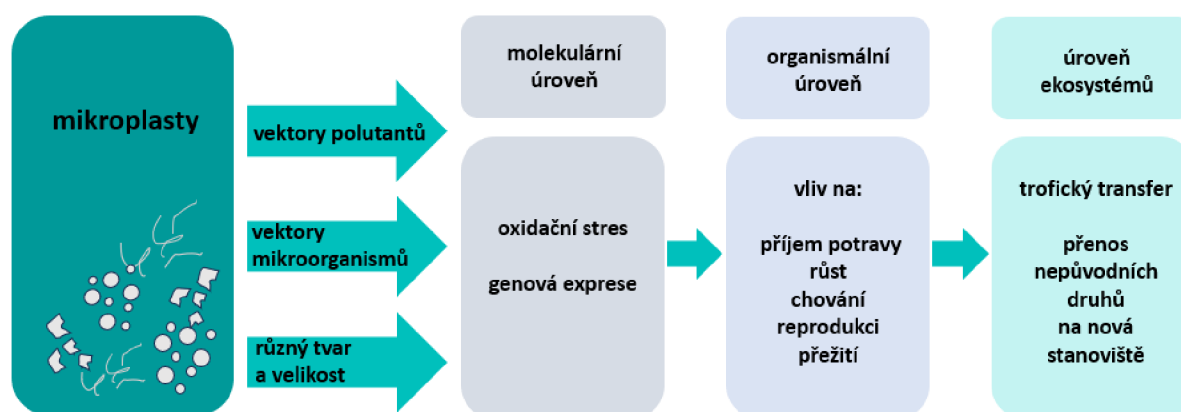 mikroplasty
vektory polutantů
vektory
mikroorganismů
různý tvar
a velikost
molekulární
úroveň
oxidační stres
genová exprese
organismální
úroveň
vliv na:
příjem potravy
růst
chování
reprodukci
přežití
úroveň
ekosystémů
trofický transfer
přenos
nepůvodních
druhů
na nová
stanoviště